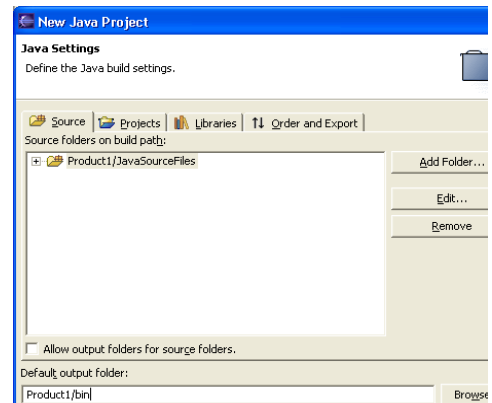 New Java Project
Java Settings
Define the Java build settings.
Source Projects Libraries Order and Export
Source folders on build path:
Product1/JavaSourceFiles
Add Folder...
Edit...
Remove
Allow output folders for source folders.
Default output folder:
Product1/bin
Browse